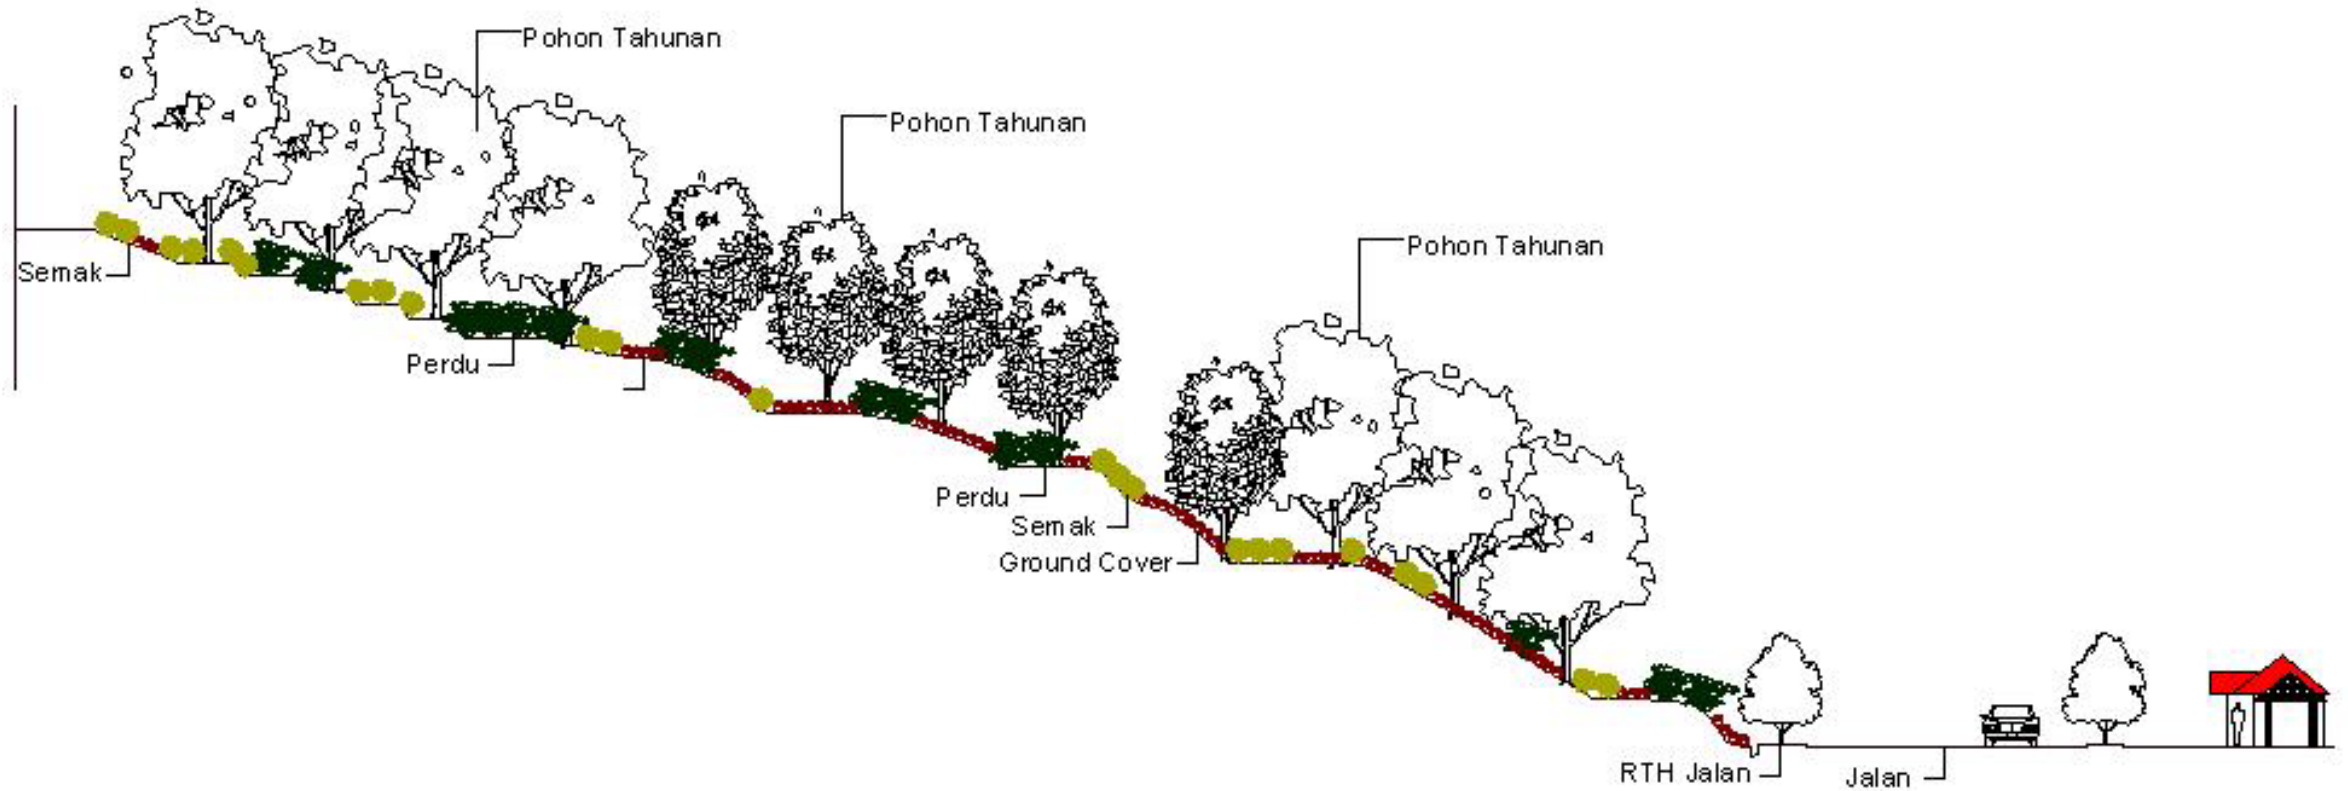 Pohon Tahunan
Pohon Tahunan
Pohon Tahunan
Semak
Perdu
Perdu
Semak
Ground Cover
RTH Jalan
Jalan